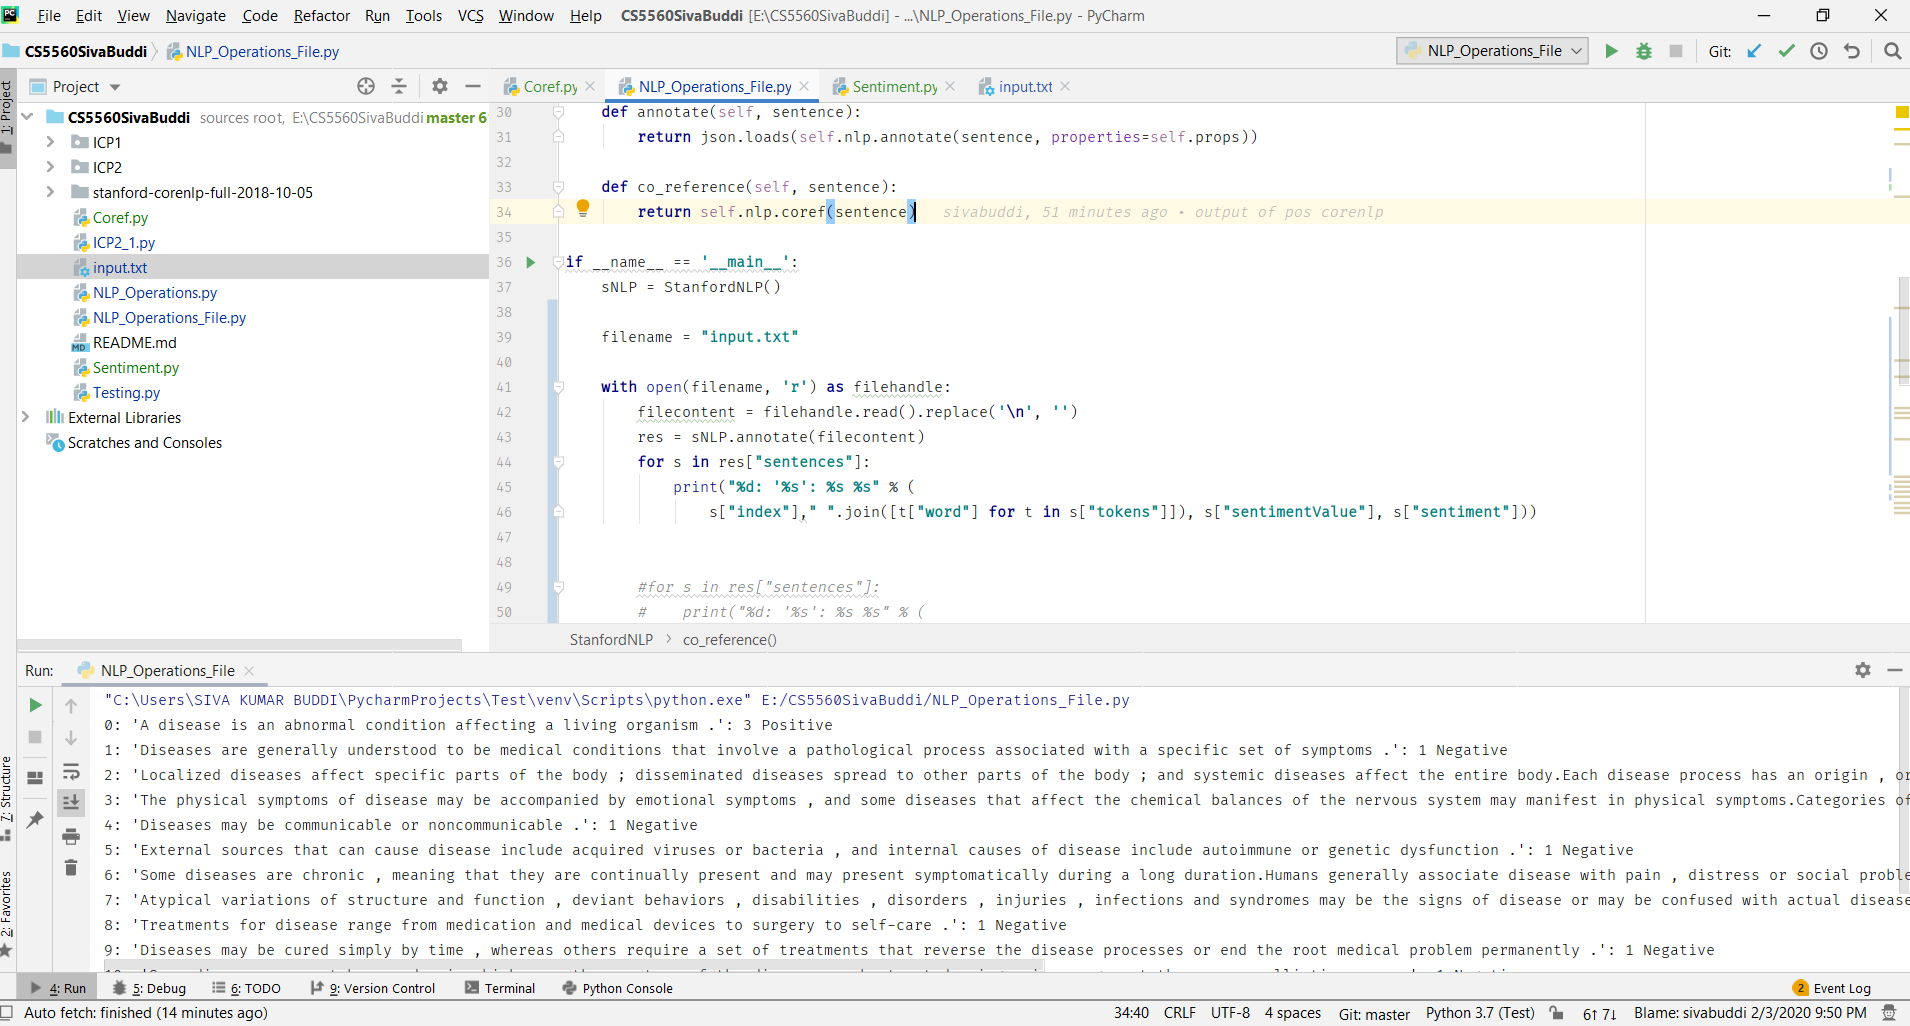 File Edit View Navigate Code Refactor Run Tools VCS Window Help CS5560SivaBuddi [E:\CS5560SivaBuddi] - ...\NLP_Operations_File.py - PyCharm
CS5560SivaBuddi NLP_Operations_File.py NLP_Operations_File Git:
Project
Coref.py NLP_Operations_File.py Sentiment.py input.txt
1: Project
CS5560SivaBuddi sources root, E:\CS5560SivaBuddi master 6
ICP1
ICP2
stanford-corenlp-full-2018-10-05
Coref.py
ICP2_1.py
input.txt
NLP_Operations.py
NLP_Operations_File.py
README.md
Sentiment.py
Testing.py
External Libraries
Scratches and Consoles
30 def annotate(self, sentence):
31 return json.loads(self.nlp.annotate(sentence, properties=self.props))
32
33 def co_reference(self, sentence):
34 return self.nlp.coref(sentence) sivabuddi, 51 minutes ago • output of pos corenlp
35
36 if __name__ == '__main__':
37 sNLP = StanfordNLP()
38
39 filename = "input.txt"
40
41 with open(filename, 'r') as filehandle:
42 filecontent = filehandle.read().replace('\n', '')
43 res = sNLP.annotate(filecontent)
44 for s in res["sentences"]:
45 print("%d: '%s': %s %s" % (
46 s["index"]," ".join([t["word"] for t in s["tokens"]]), s["sentimentValue"], s["sentiment"]))
47
48
49 #for s in res["sentences"]:
50 # print("%d: '%s': %s %s" % (
StanfordNLP co_reference()
Run: NLP_Operations_File
"C:\Users\SIVA KUMAR BUDDI\PycharmProjects\Test\venv\Scripts\python.exe" E:/CS5560SivaBuddi/NLP_Operations_File.py
0: 'A disease is an abnormal condition affecting a living organism .': 3 Positive
1: 'Diseases are generally understood to be medical conditions that involve a pathological process associated with a specific set of symptoms .': 1 Negative
2: 'Localized diseases affect specific parts of the body ; disseminated diseases spread to other parts of the body ; and systemic diseases affect the entire body.Each disease process has an origin , or
3: 'The physical symptoms of disease may be accompanied by emotional symptoms , and some diseases that affect the chemical balances of the nervous system may manifest in physical symptoms.Categories of
4: 'Diseases may be communicable or noncommunicable .': 1 Negative
5: 'External sources that can cause disease include acquired viruses or bacteria , and internal causes of disease include autoimmune or genetic dysfunction .': 1 Negative
6: 'Some diseases are chronic , meaning that they are continually present and may present symptomatically during a long duration.Humans generally associate disease with pain , distress or social proble
7: 'Atypical variations of structure and function , deviant behaviors , disabilities , disorders , injuries , infections and syndromes may be the signs of disease or may be confused with actual disease
8: 'Treatments for disease range from medication and medical devices to surgery to self-care .': 1 Negative
9: 'Diseases may be cured simply by time , whereas others require a set of treatments that reverse the disease processes or end the root medical problem permanently .': 1 Negative
7: Structure
2: Favorites
4: Run 5: Debug 6: TODO 9: Version Control Terminal Python Console 2 Event Log
Auto fetch: finished (14 minutes ago) 34:40 CRLF UTF-8 4 spaces Git: master Python 3.7 (Test) 6↑ 7↓ Blame: sivabuddi 2/3/2020 9:50 PM